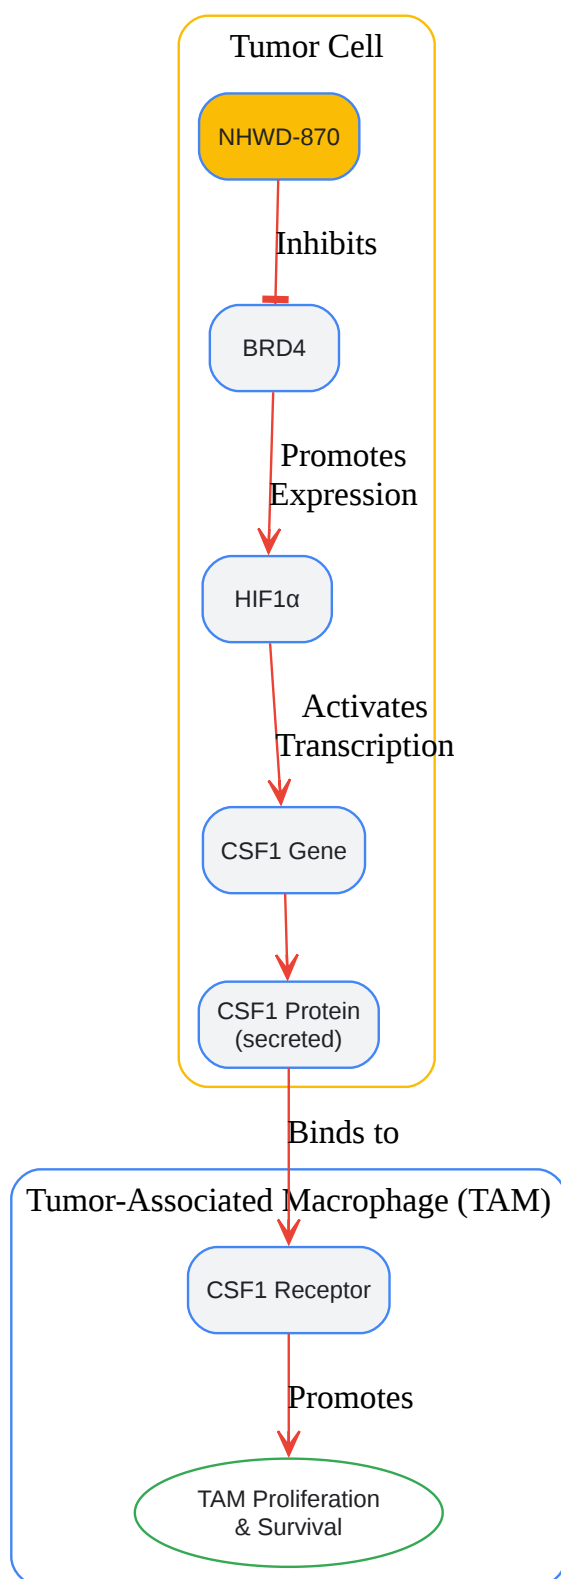 Tumor Cell
NHWD-870
Inhibits
BRD4
Promotes
Expression
HIF1α
Activates
Transcription
CSF1 Gene
CSF1 Protein
(secreted)
Binds to
Tumor-Associated Macrophage (TAM)
CSF1 Receptor
Promotes
TAM Proliferation
& Survival